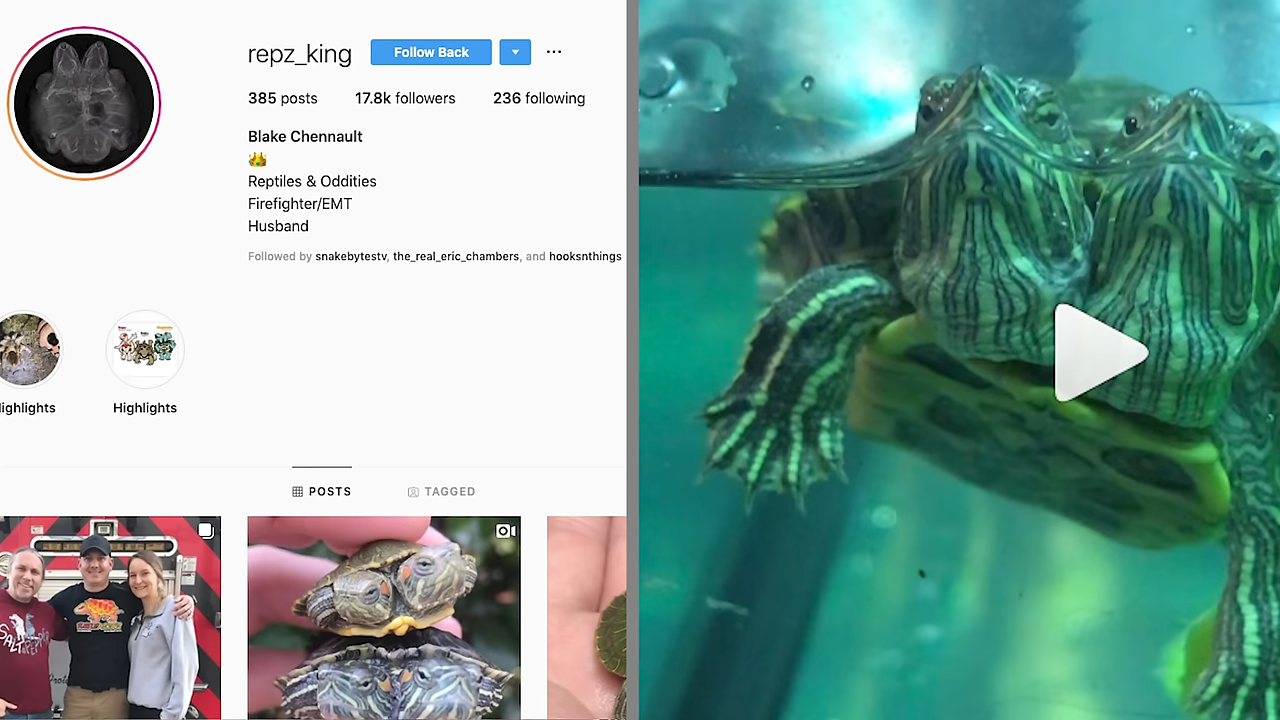 repz_king Follow Back
385 posts 17.8k followers 236 following
Blake Chennault
👑
Reptiles & Oddities
Firefighter/EMT
Husband
Followed by snakebytestv, the_real_eric_chambers, and hooksnthings
ighlights Highlights
POSTS TAGGED